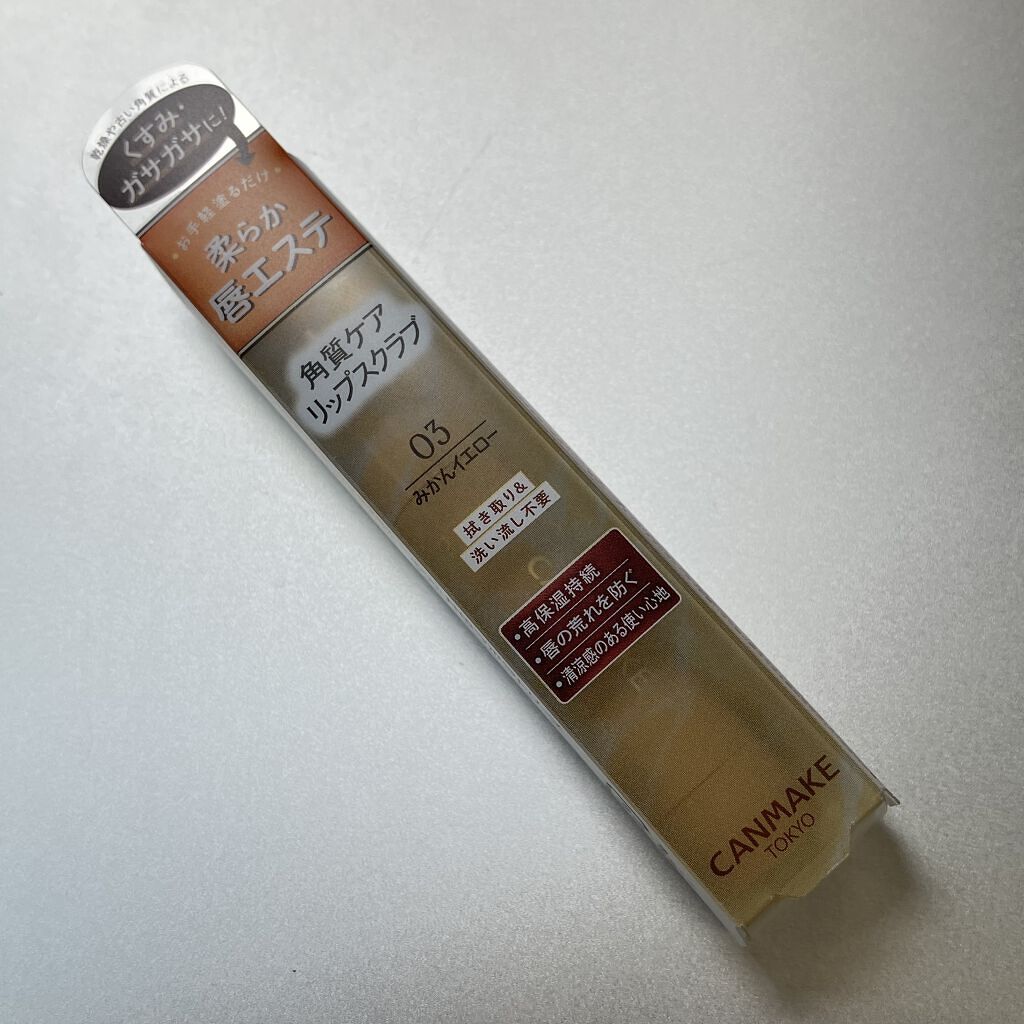 乾燥や古い角質による
くすみ*
ガサガサに!
お手軽塗るだけ
柔らか
唇エステ
角質ケア
リップスクラブ
03
みかんイエロー
拭き取り&
洗い流し不要
・高保湿持続
・唇の荒れを防ぐ
・清涼感のある使い心地
CANMAKE
TOKYO